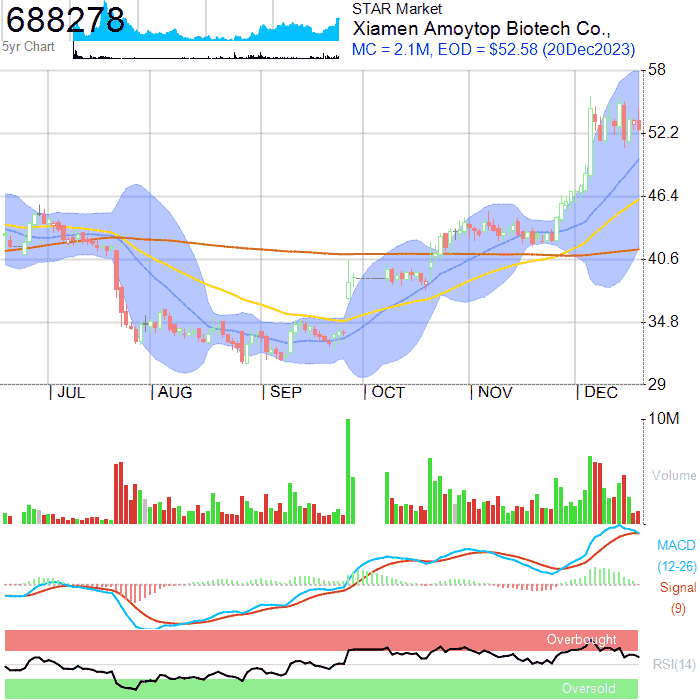 688278
5yr Chart
STAR Market
Xiamen Amoytop Biotech Co.,
MC = 2.1M, EOD = $52.58 (20Dec2023)
58
52.2
46.4
40.6
34.8
29
JUL AUG SEP OCT NOV DEC
10M
Volume
MACD
(12-26)
Signal
(9)
Overbought
RSI(14)
Oversold